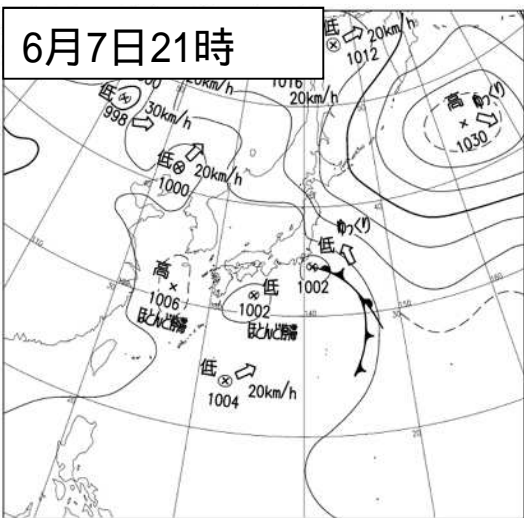 6月7日21時
低
20km/h
1012
1016
20km/h
20km/h
低
998
30km/h
高
ゆっくり
1030
低
20km/h
1000
ゆっくり
低
1002
高
1006
ほとんど停滞
低
1002
ほとんど停滞
低
20km/h
1004